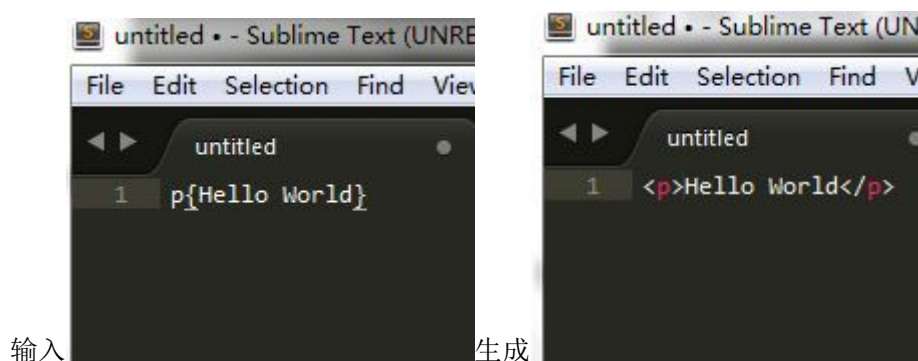 untitled • - Sublime Text (UNRE
File Edit Selection Find View
untitled
1 p{Hello World}
输入
untitled • - Sublime Text (UN
File Edit Selection Find V
untitled
1 <p>Hello World</p>
生成